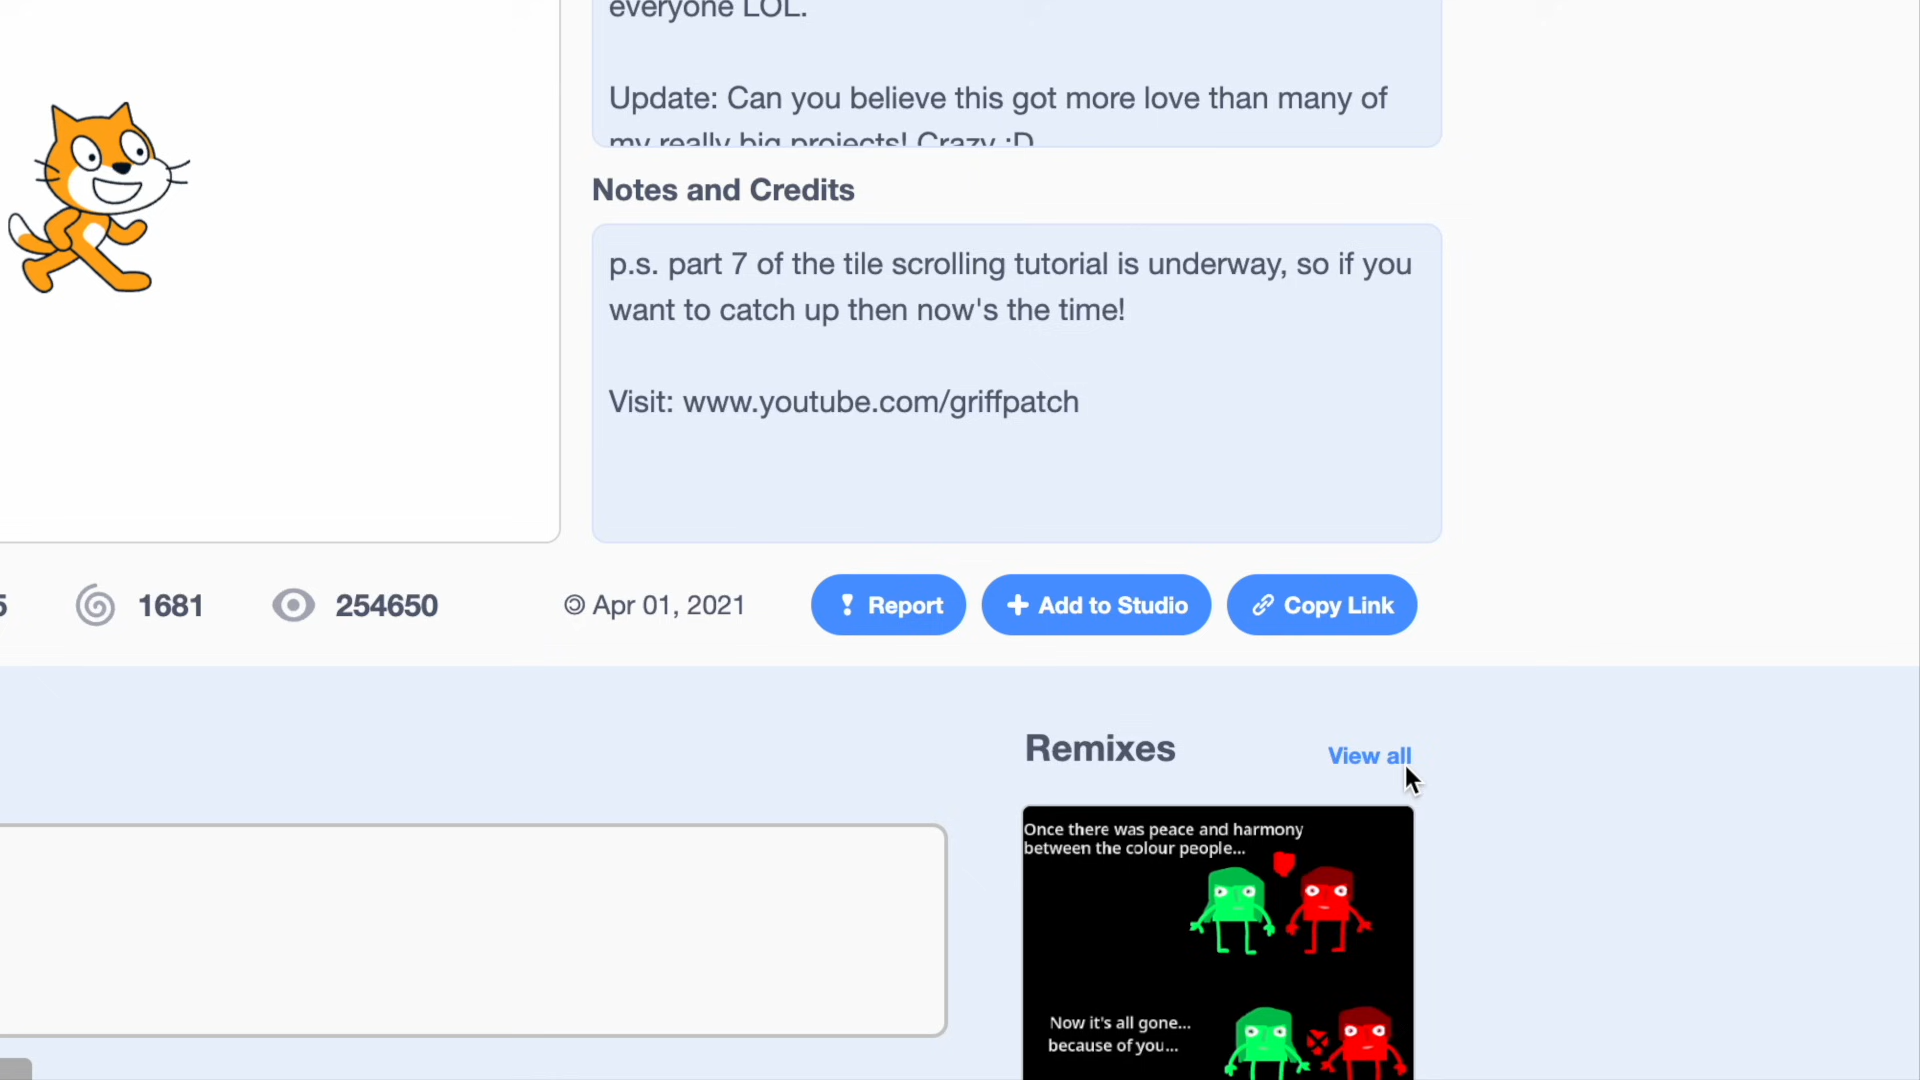 everyone LOL.
Update: Can you believe this got more love than many of
my really big projects! Crazy :D
Notes and Credits
p.s. part 7 of the tile scrolling tutorial is underway, so if you
want to catch up then now's the time!
Visit: www.youtube.com/griffpatch
5 1681 254650 Apr 01, 2021 Report Add to Studio Copy Link
Remixes View all
Once there was peace and harmony
between the colour people...
Now it's all gone...
because of you...